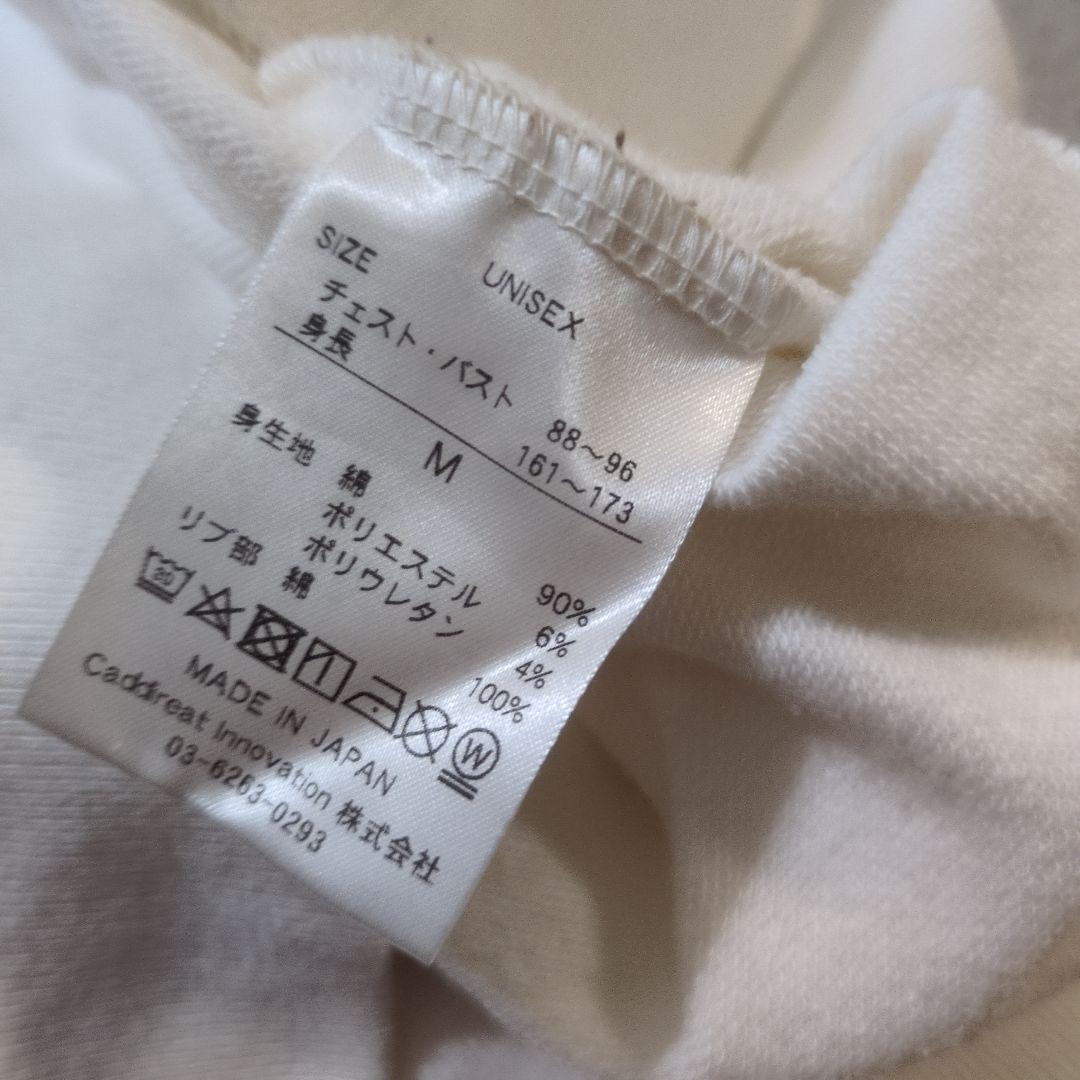 SIZE UNISEX
チェスト・バスト 88〜96
身長 161〜173
M
身生地 綿 90%
ポリエステル 6%
ポリウレタン 4%
リブ部 綿 100%
30 W
MADE IN JAPAN
Caddireat Innovation 株式会社
03-6263-0293